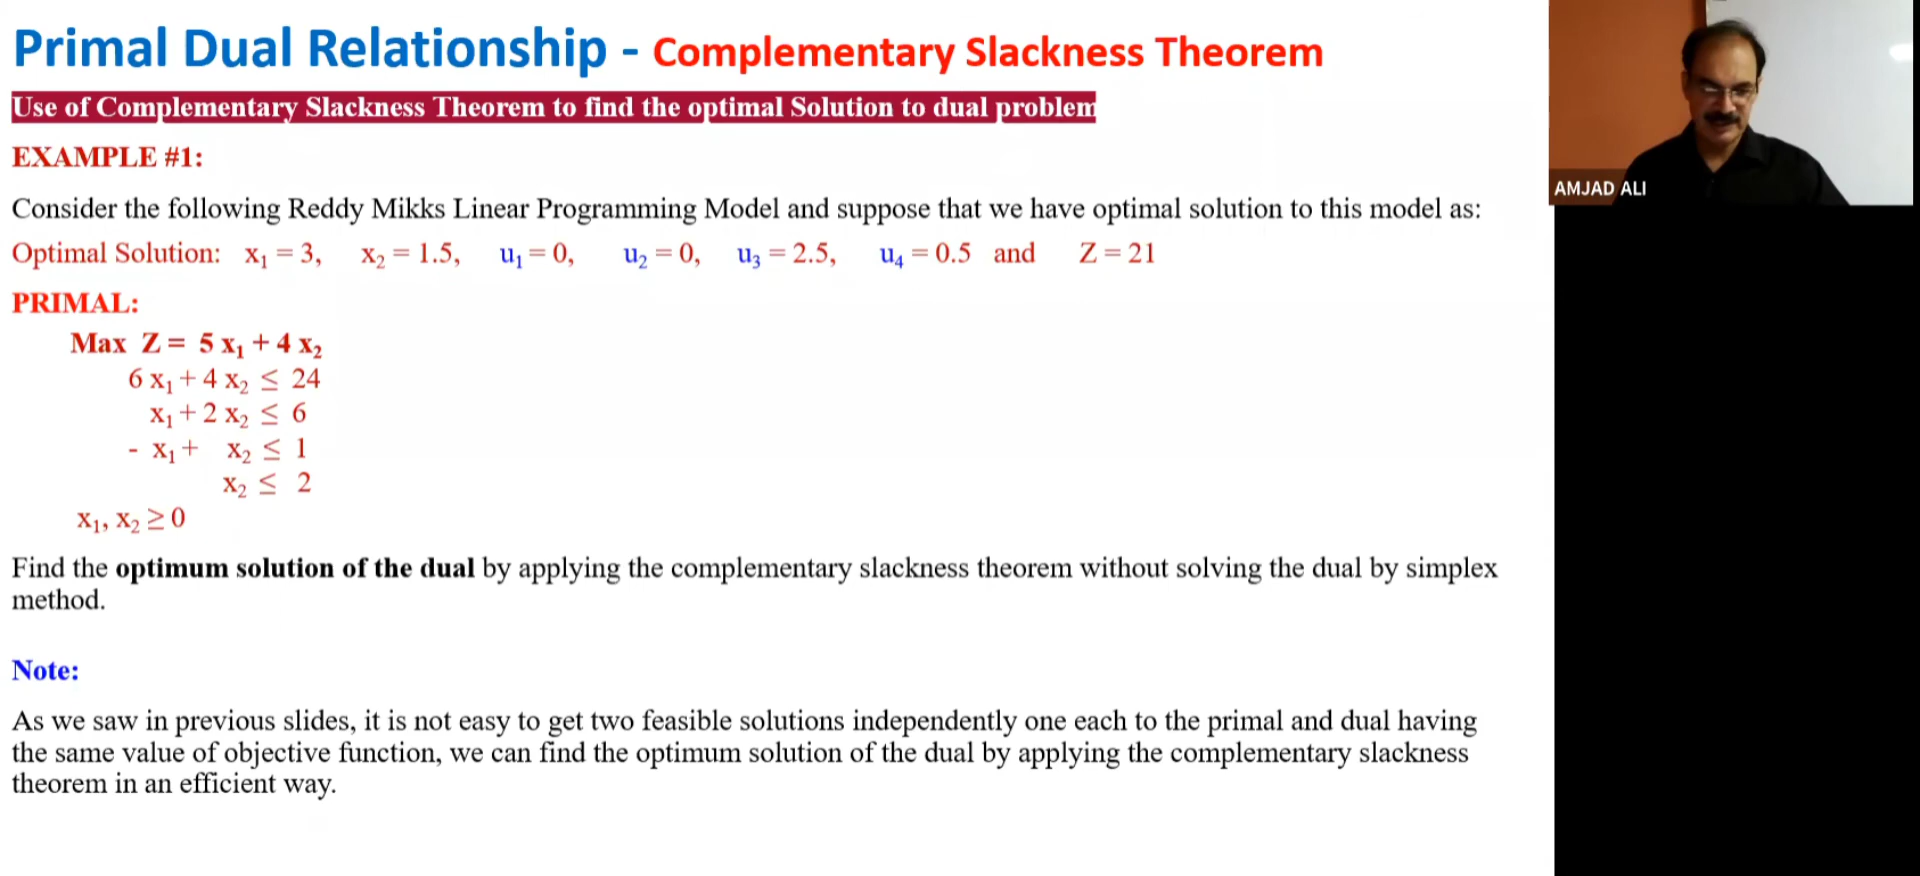 Primal Dual Relationship - Complementary Slackness Theorem
Use of Complementary Slackness Theorem to find the optimal Solution to dual problem
EXAMPLE #1:
Consider the following Reddy Mikks Linear Programming Model and suppose that we have optimal solution to this model as:
Optimal Solution: x₁ = 3, x₂ = 1.5, u₁ = 0, u₂ = 0, u₃ = 2.5, u₄ = 0.5 and Z = 21
PRIMAL:
Max Z = 5 x₁ + 4 x₂
6 x₁ + 4 x₂ ≤ 24
x₁ + 2 x₂ ≤ 6
- x₁ + x₂ ≤ 1
x₂ ≤ 2
x₁, x₂ ≥ 0
Find the optimum solution of the dual by applying the complementary slackness theorem without solving the dual by simplex
method.
Note:
As we saw in previous slides, it is not easy to get two feasible solutions independently one each to the primal and dual having
the same value of objective function, we can find the optimum solution of the dual by applying the complementary slackness
theorem in an efficient way.
AMJAD ALI